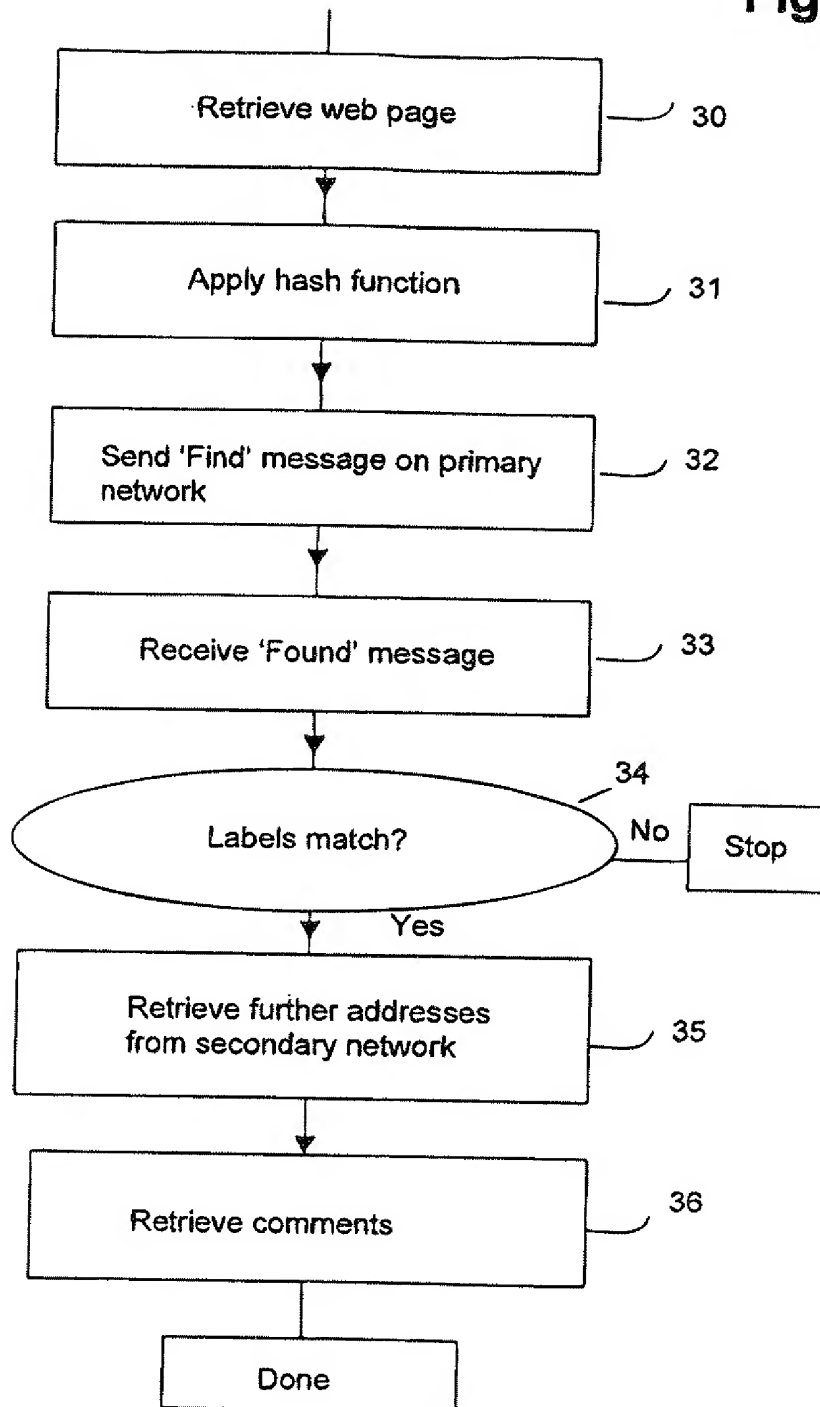 Fig
Retrieve web page
30
Apply hash function
31
Send 'Find' message on primary
network
32
Receive 'Found' message
33
34
Labels match?
No
Stop
Yes
Retrieve further addresses
from secondary network
35
Retrieve comments
36
Done